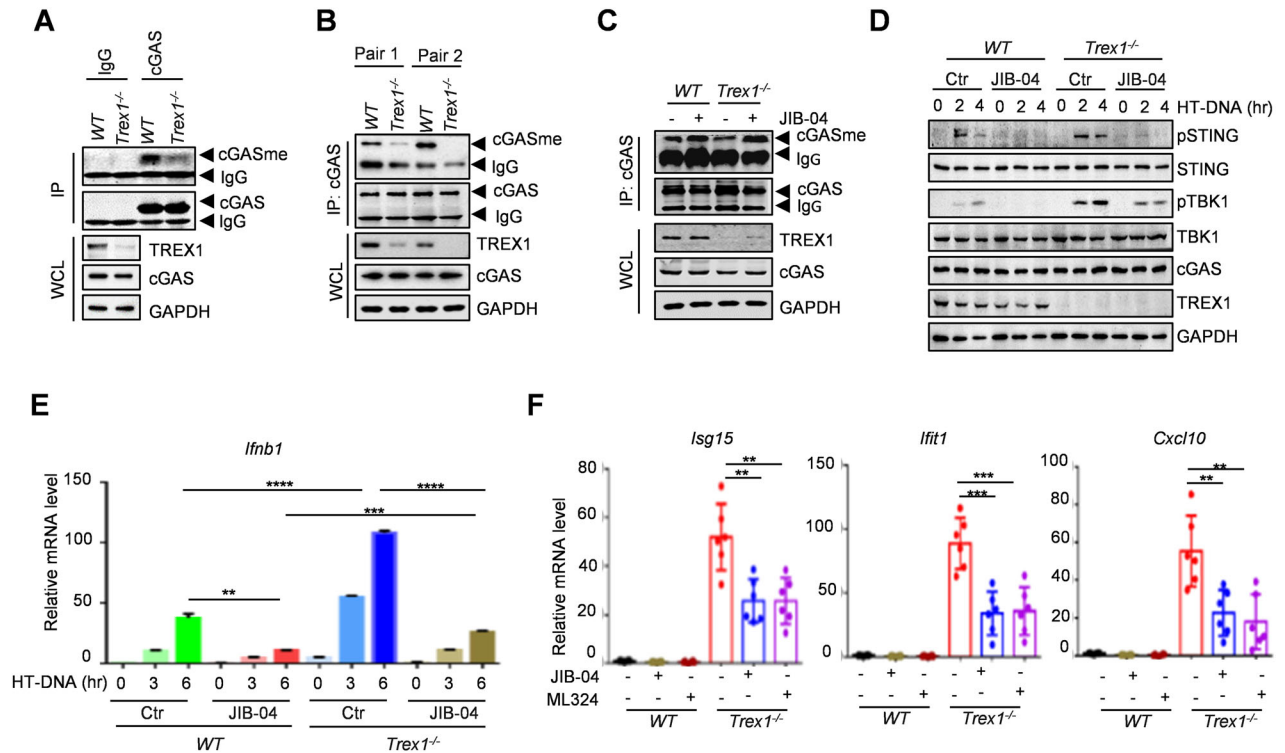 A
IgG
cGAS
WT
Trex1-/-
WT
Trex1-/-
IP
cGASme
IgG
cGAS
IgG
WCL
TREX1
cGAS
GAPDH
B
Pair 1 Pair 2
WT
Trex1-/-
WT
Trex1-/-
IP: cGAS
cGASme
IgG
cGAS
IgG
WCL
TREX1
cGAS
GAPDH
C
WT Trex1-/-
- + - + JIB-04
IP: cGAS
cGASme
IgG
cGAS
IgG
WCL
TREX1
cGAS
GAPDH
D
WT Trex1-/-
Ctr JIB-04 Ctr JIB-04
0 2 4 0 2 4 0 2 4 0 2 4 HT-DNA (hr)
pSTING
STING
pTBK1
TBK1
cGAS
TREX1
GAPDH
E
Ifnb1
Relative mRNA level
150
100
50
0
**** ****
***
**
HT-DNA (hr) 0 3 6 0 3 6 0 3 6 0 3 6
Ctr JIB-04 Ctr JIB-04
WT Trex1-/-
F
Isg15
Relative mRNA level
80
60
40
20
0
**
**
JIB-04 - + - - + -
ML324 - - + - - +
WT Trex1-/-
Ifit1
150
100
50
0
***
***
- + - - + -
- - + - - +
WT Trex1-/-
Cxcl10
100
80
60
40
20
0
**
**
- + - - + -
- - + - - +
WT Trex1-/-